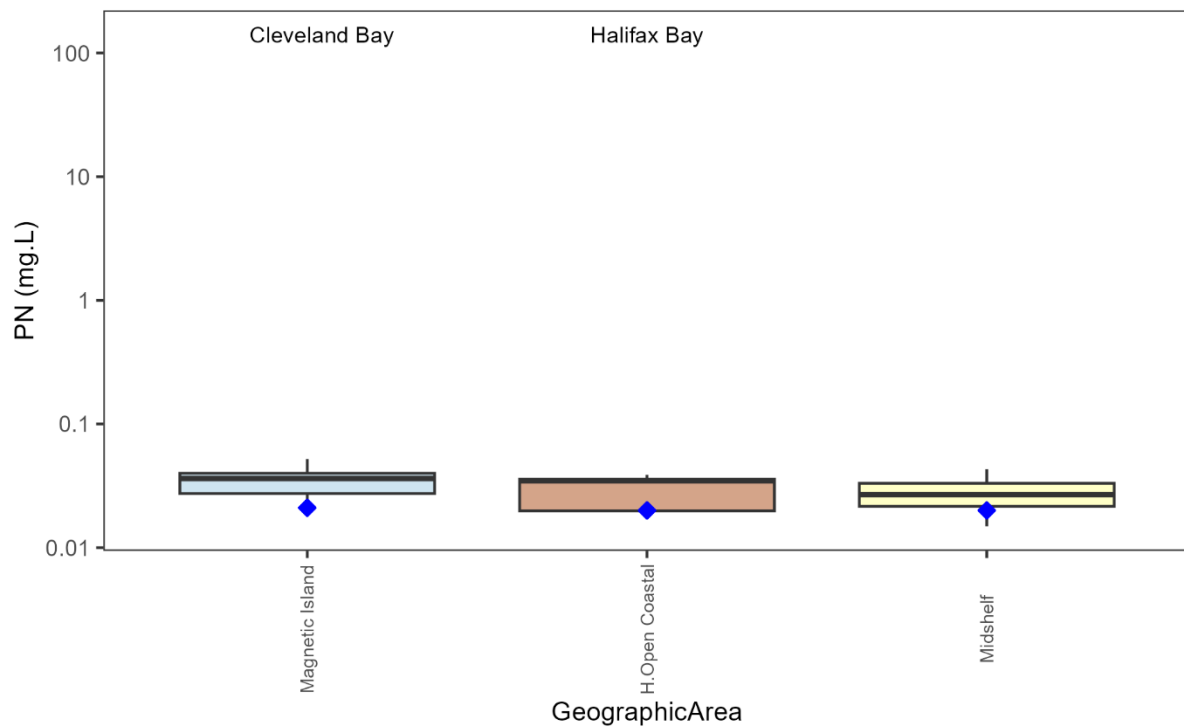 Cleveland Bay
Halifax Bay
100
10
1
0.1
0.01
PN (mg.L)
Magnetic Island
H.Open Coastal
Midshelf
GeographicArea